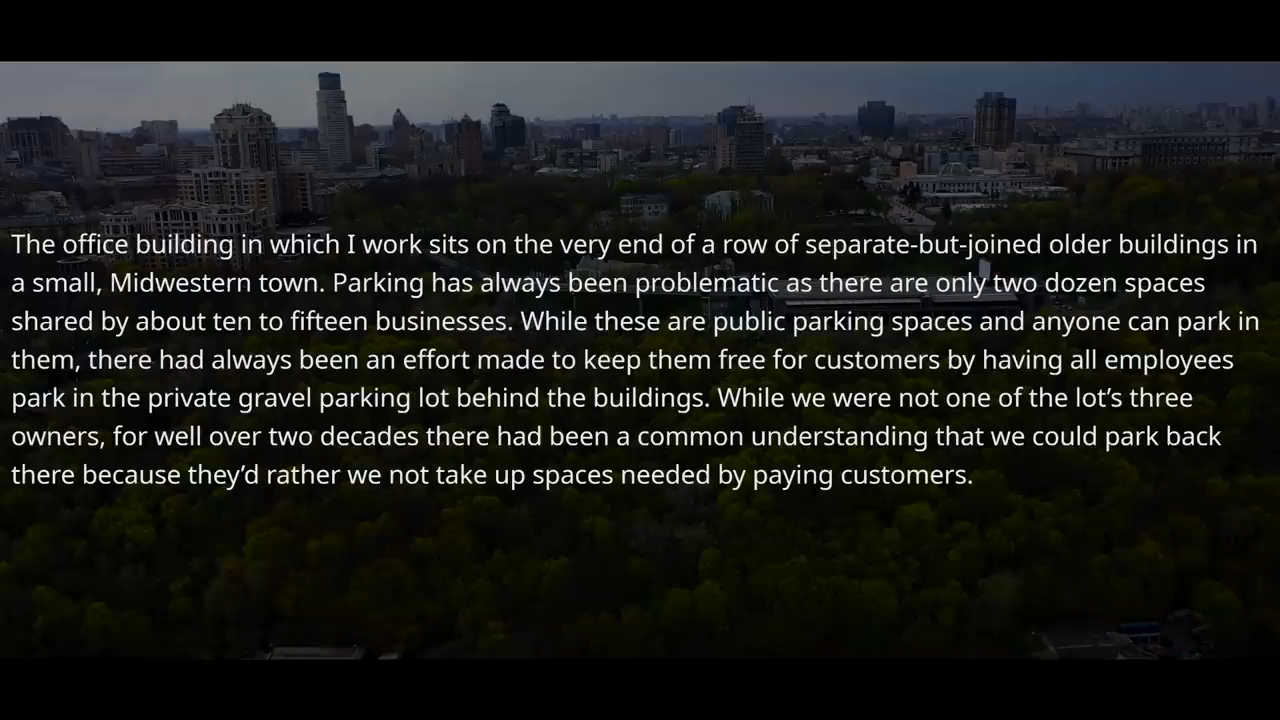 The office building in which I work sits on the very end of a row of separate-but-joined older buildings in
a small, Midwestern town. Parking has always been problematic as there are only two dozen spaces
shared by about ten to fifteen businesses. While these are public parking spaces and anyone can park in
them, there had always been an effort made to keep them free for customers by having all employees
park in the private gravel parking lot behind the buildings. While we were not one of the lot’s three
owners, for well over two decades there had been a common understanding that we could park back
there because they’d rather we not take up spaces needed by paying customers.